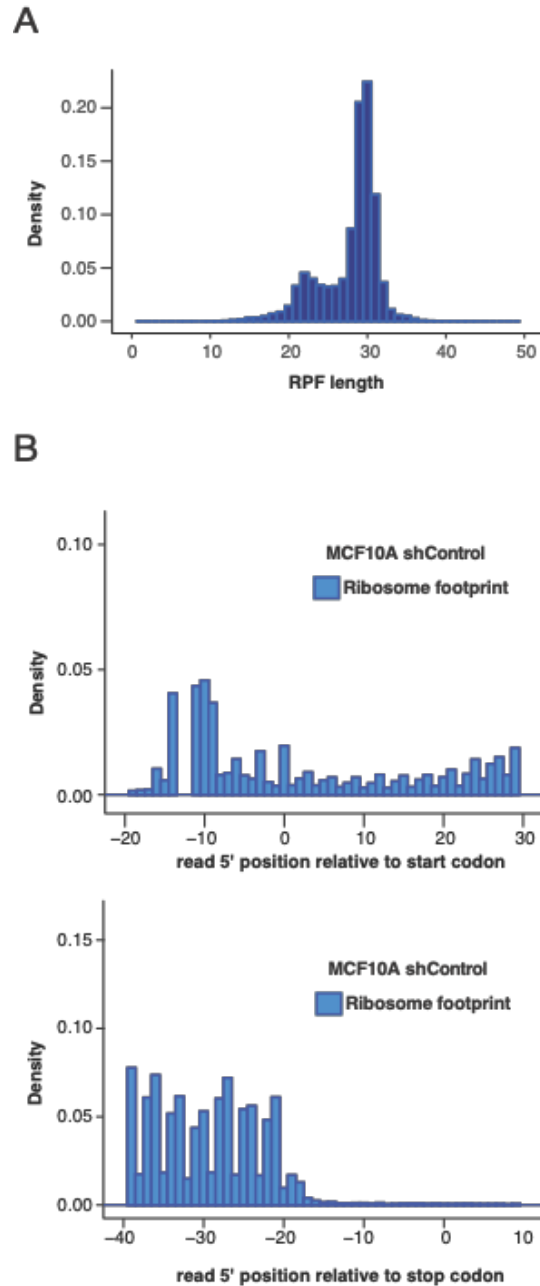 A
0.20
0.15
0.10
0.05
0.00
Density
0 10 20 30 40 50
RPF length
B
0.10
0.05
0.00
Density
MCF10A shControl
Ribosome footprint
−20 −10 0 10 20 30
read 5' position relative to start codon
0.15
0.10
0.05
0.00
Density
MCF10A shControl
Ribosome footprint
−40 −30 −20 −10 0 10
read 5' position relative to stop codon